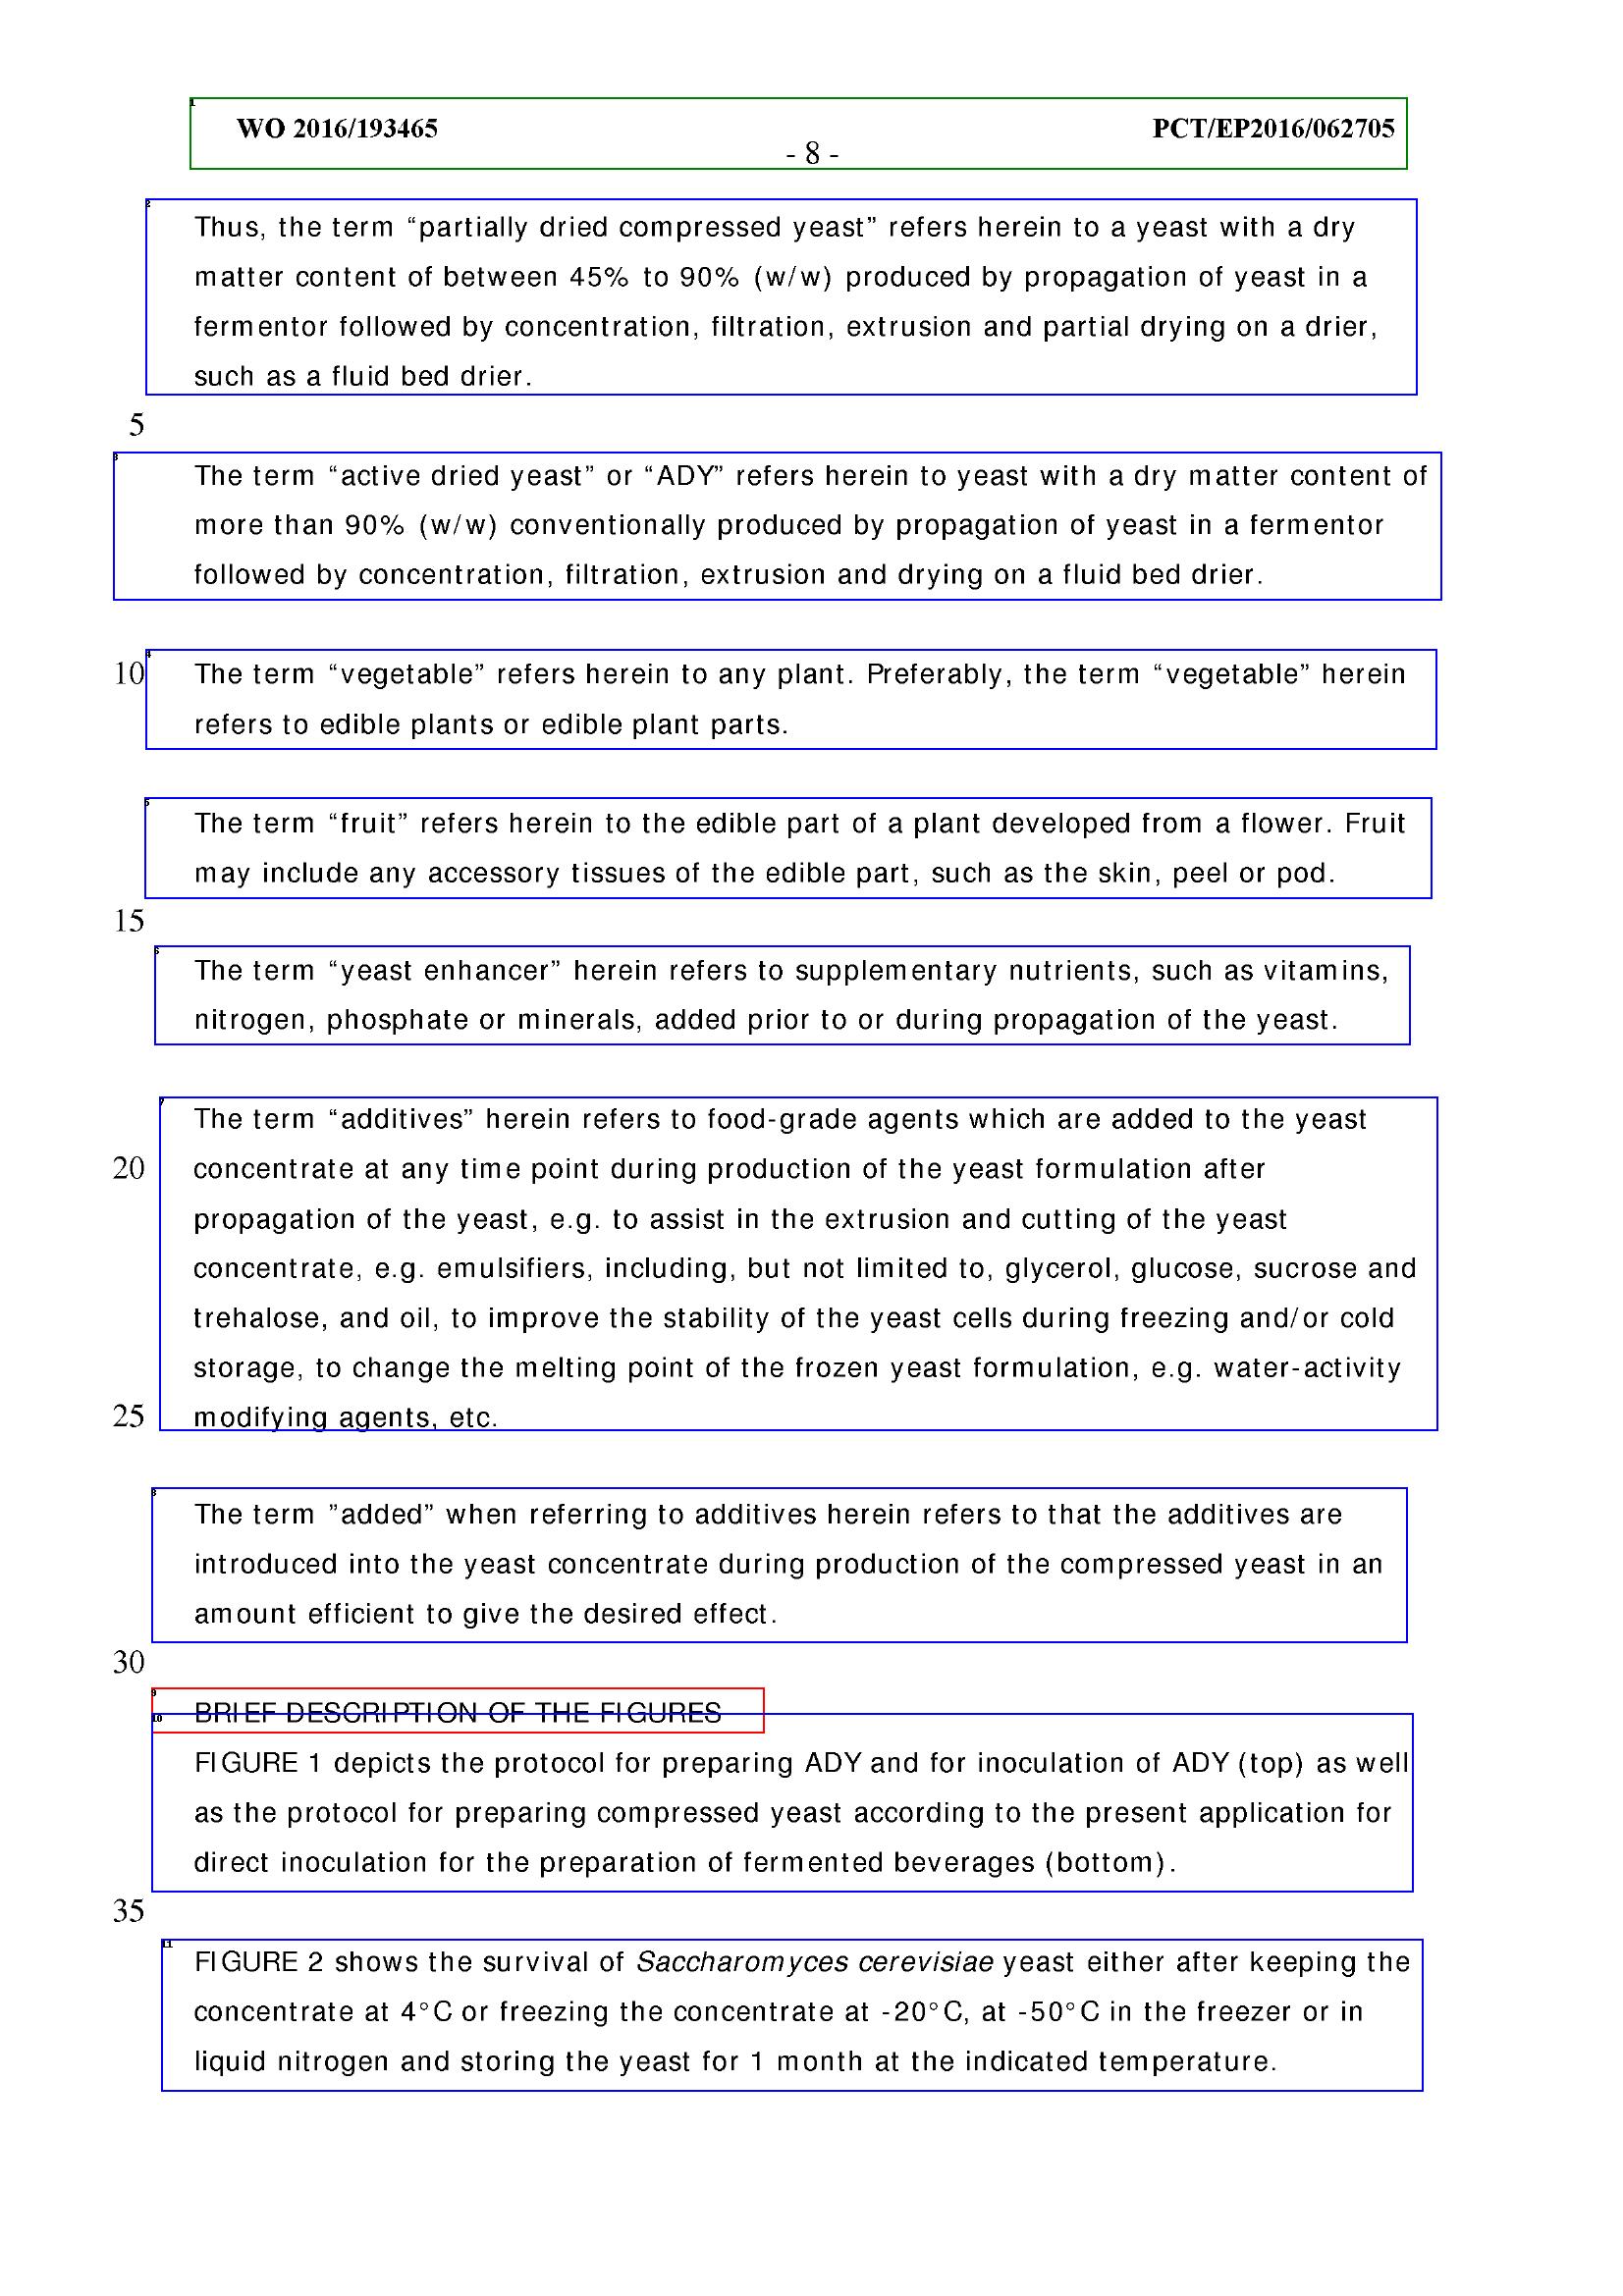 WO 2016/193465 PCT/EP2016/062705
- 8 -
Thus, the term “partially dried compressed yeast” refers herein to a yeast with a dry
matter content of between 45% to 90% (w/w) produced by propagation of yeast in a
fermentor followed by concentration, filtration, extrusion and partial drying on a drier,
such as a fluid bed drier.
5
The term “active dried yeast” or “ADY” refers herein to yeast with a dry matter content of
more than 90% (w/w) conventionally produced by propagation of yeast in a fermentor
followed by concentration, filtration, extrusion and drying on a fluid bed drier.
10 The term “vegetable” refers herein to any plant. Preferably, the term “vegetable” herein
refers to edible plants or edible plant parts.
The term “fruit” refers herein to the edible part of a plant developed from a flower. Fruit
may include any accessory tissues of the edible part, such as the skin, peel or pod.
15
The term “yeast enhancer” herein refers to supplementary nutrients, such as vitamins,
nitrogen, phosphate or minerals, added prior to or during propagation of the yeast.
The term “additives” herein refers to food-grade agents which are added to the yeast
20 concentrate at any time point during production of the yeast formulation after
propagation of the yeast, e.g. to assist in the extrusion and cutting of the yeast
concentrate, e.g. emulsifiers, including, but not limited to, glycerol, glucose, sucrose and
trehalose, and oil, to improve the stability of the yeast cells during freezing and/or cold
storage, to change the melting point of the frozen yeast formulation, e.g. water-activity
25 modifying agents, etc.
The term ”added” when referring to additives herein refers to that the additives are
introduced into the yeast concentrate during production of the compressed yeast in an
amount efficient to give the desired effect.
30
BRIEF DESCRIPTION OF THE FIGURES
FIGURE 1 depicts the protocol for preparing ADY and for inoculation of ADY (top) as well
as the protocol for preparing compressed yeast according to the present application for
direct inoculation for the preparation of fermented beverages (bottom).
35
FIGURE 2 shows the survival of Saccharomyces cerevisiae yeast either after keeping the
concentrate at 4°C or freezing the concentrate at -20°C, at -50°C in the freezer or in
liquid nitrogen and storing the yeast for 1 month at the indicated temperature.